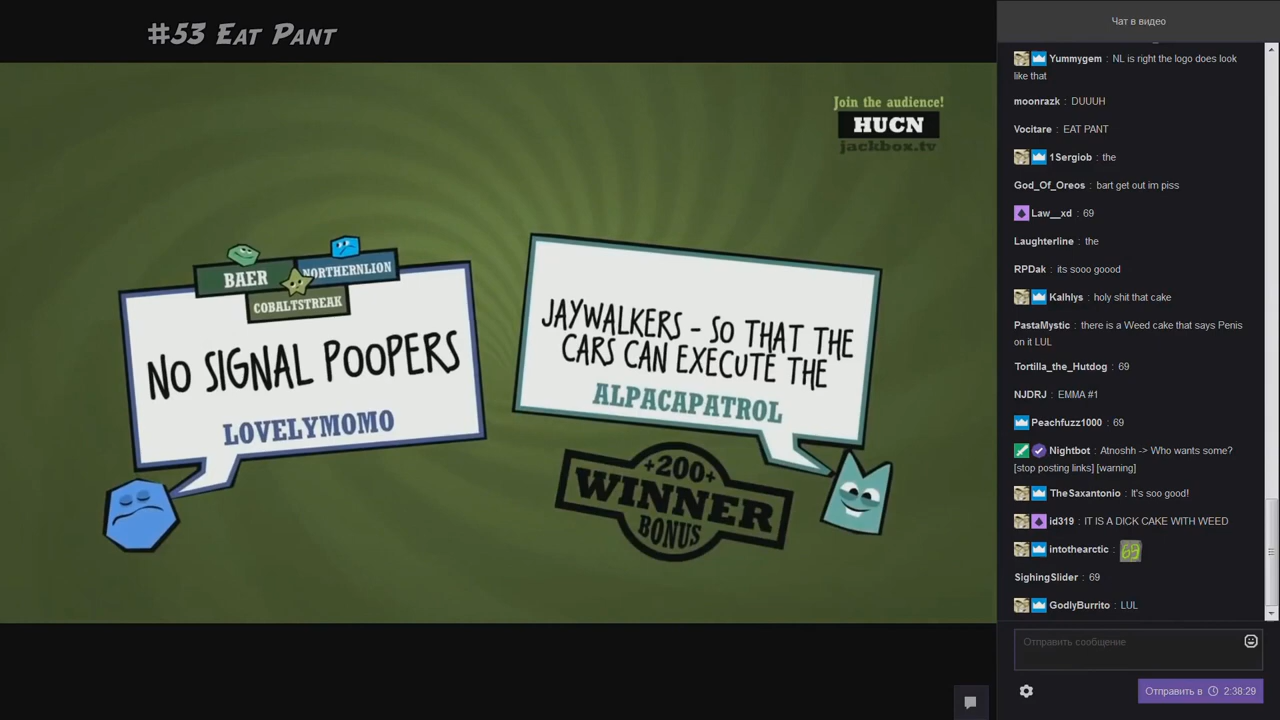 #53 EAT PANT
Join the audience!
HUCN
jackbox.tv
BAER
NORTHERNLION
COBALTSTREAK
NO SIGNAL POOPERS
LOVELYMOMO
JAYWALKERS - SO THAT THE
CARS CAN EXECUTE THE
ALPACAPATROL
+200+
WINNER
BONUS
Чат в видео
Yummygem : NL is right the logo does look
like that
moonrazk : DUUUH
Vocitare : EAT PANT
1Sergiob : the
God_Of_Oreos : bart get out im piss
Law__xd : 69
Laughterline : the
RPDak : its sooo goood
Kalhlys : holy shit that cake
PastaMystic : there is a Weed cake that says Penis
on it LUL
Tortilla_the_Hutdog : 69
NJDRJ : EMMA #1
Peachfuzz1000 : 69
Nightbot : Atnoshh -> Who wants some?
[stop posting links] [warning]
TheSaxantonio : It's soo good!
id319 : IT IS A DICK CAKE WITH WEED
intothearctic : 69
SighingSlider : 69
GodlyBurrito : LUL
Отправить сообщение
Отправить в 2:38:29